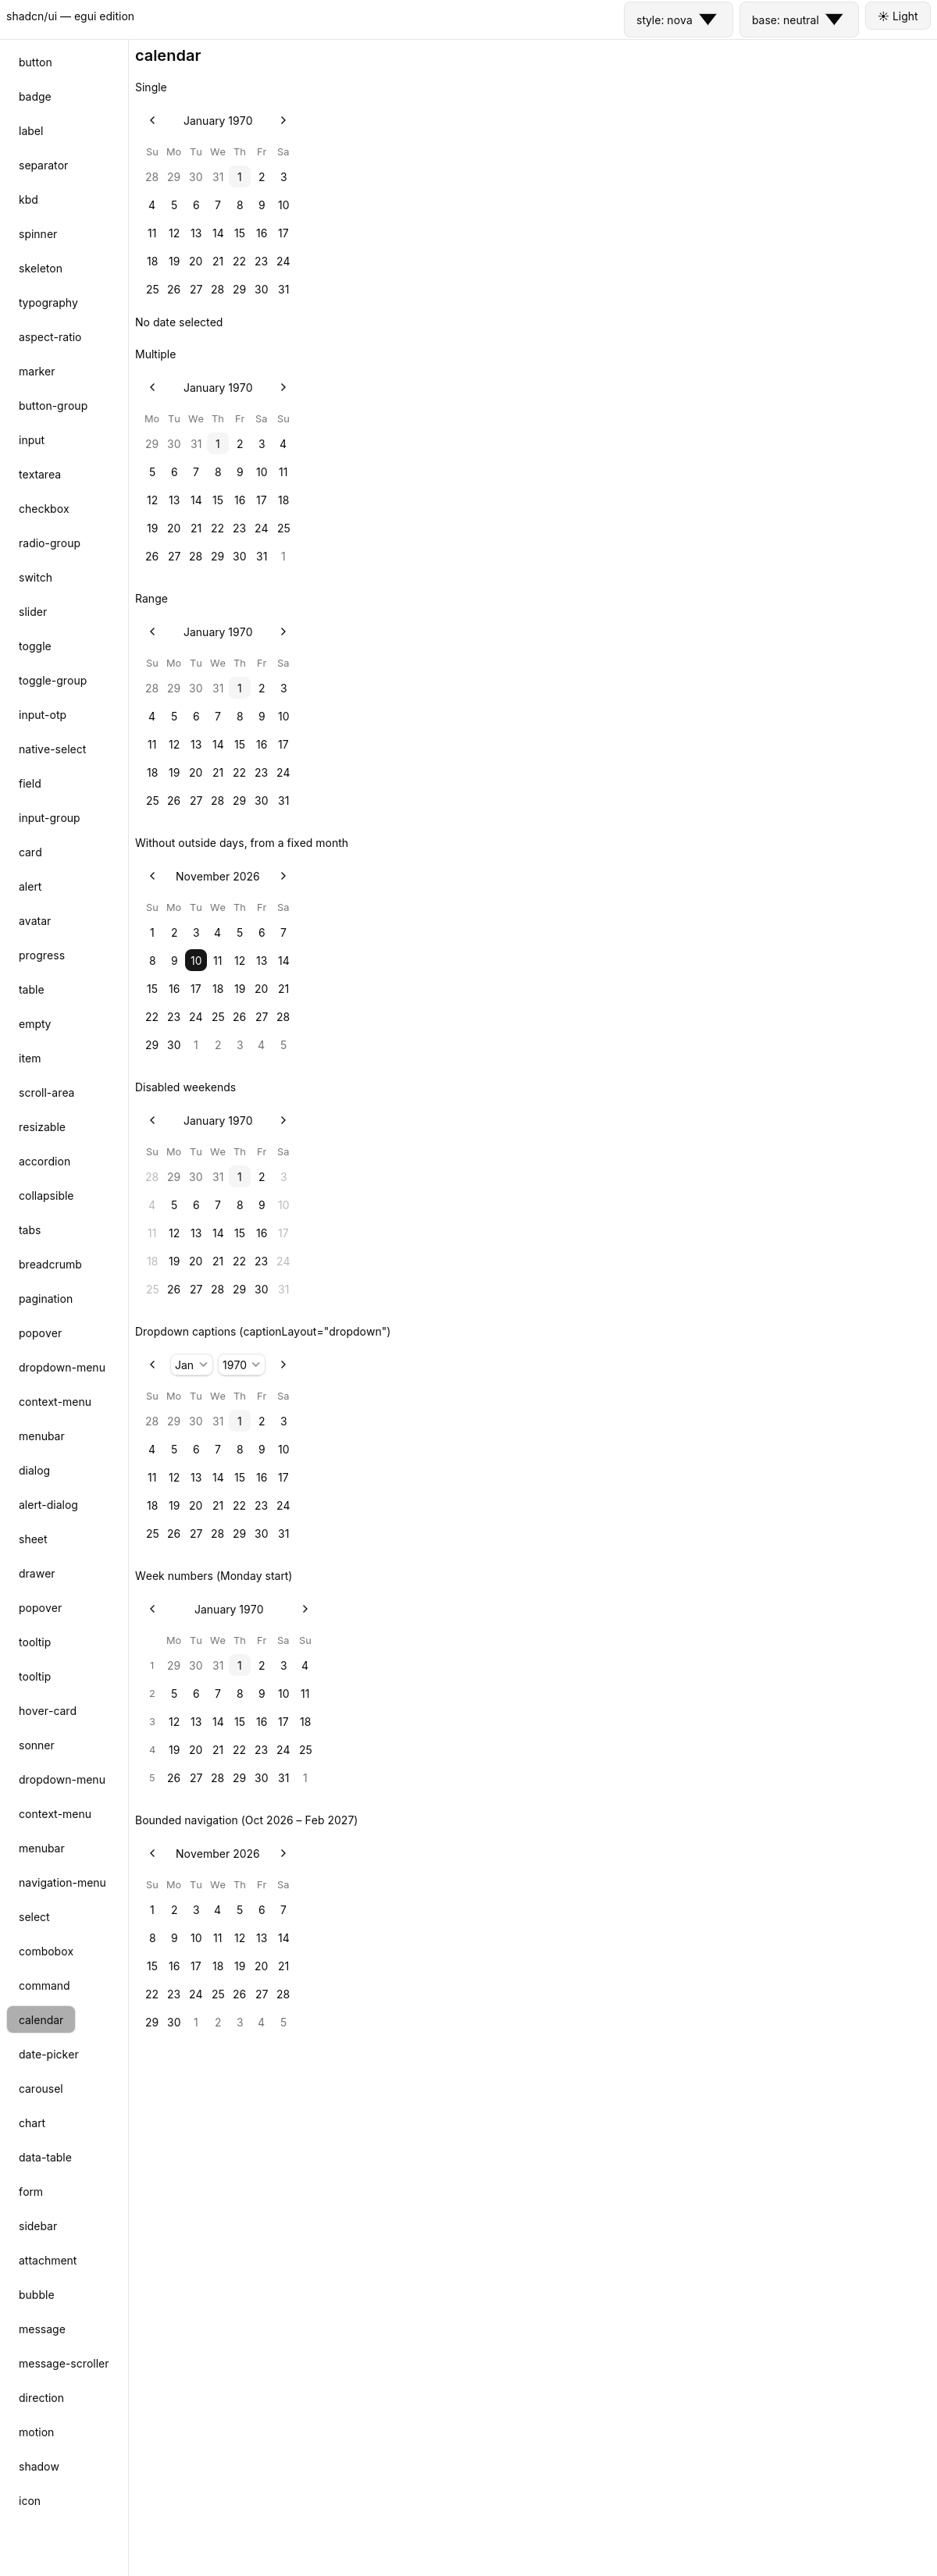 shadcn/ui — egui edition
style: nova
base: neutral
☀ Light
button
badge
label
separator
kbd
spinner
skeleton
typography
aspect-ratio
marker
button-group
input
textarea
checkbox
radio-group
switch
slider
toggle
toggle-group
input-otp
native-select
field
input-group
card
alert
avatar
progress
table
empty
item
scroll-area
resizable
accordion
collapsible
tabs
breadcrumb
pagination
popover
dropdown-menu
context-menu
menubar
dialog
alert-dialog
sheet
drawer
popover
tooltip
tooltip
hover-card
sonner
dropdown-menu
context-menu
menubar
navigation-menu
select
combobox
command
calendar
date-picker
carousel
chart
data-table
form
sidebar
attachment
bubble
message
message-scroller
direction
motion
shadow
icon
calendar
Single
January 1970
Su Mo Tu We Th Fr Sa
28 29 30 31 1 2 3
4 5 6 7 8 9 10
11 12 13 14 15 16 17
18 19 20 21 22 23 24
25 26 27 28 29 30 31
No date selected
Multiple
January 1970
Mo Tu We Th Fr Sa Su
29 30 31 1 2 3 4
5 6 7 8 9 10 11
12 13 14 15 16 17 18
19 20 21 22 23 24 25
26 27 28 29 30 31 1
Range
January 1970
Su Mo Tu We Th Fr Sa
28 29 30 31 1 2 3
4 5 6 7 8 9 10
11 12 13 14 15 16 17
18 19 20 21 22 23 24
25 26 27 28 29 30 31
Without outside days, from a fixed month
November 2026
Su Mo Tu We Th Fr Sa
1 2 3 4 5 6 7
8 9 10 11 12 13 14
15 16 17 18 19 20 21
22 23 24 25 26 27 28
29 30 1 2 3 4 5
Disabled weekends
January 1970
Su Mo Tu We Th Fr Sa
28 29 30 31 1 2 3
4 5 6 7 8 9 10
11 12 13 14 15 16 17
18 19 20 21 22 23 24
25 26 27 28 29 30 31
Dropdown captions (captionLayout="dropdown")
Jan 1970
Su Mo Tu We Th Fr Sa
28 29 30 31 1 2 3
4 5 6 7 8 9 10
11 12 13 14 15 16 17
18 19 20 21 22 23 24
25 26 27 28 29 30 31
Week numbers (Monday start)
January 1970
Mo Tu We Th Fr Sa Su
1 29 30 31 1 2 3 4
2 5 6 7 8 9 10 11
3 12 13 14 15 16 17 18
4 19 20 21 22 23 24 25
5 26 27 28 29 30 31 1
Bounded navigation (Oct 2026 – Feb 2027)
November 2026
Su Mo Tu We Th Fr Sa
1 2 3 4 5 6 7
8 9 10 11 12 13 14
15 16 17 18 19 20 21
22 23 24 25 26 27 28
29 30 1 2 3 4 5